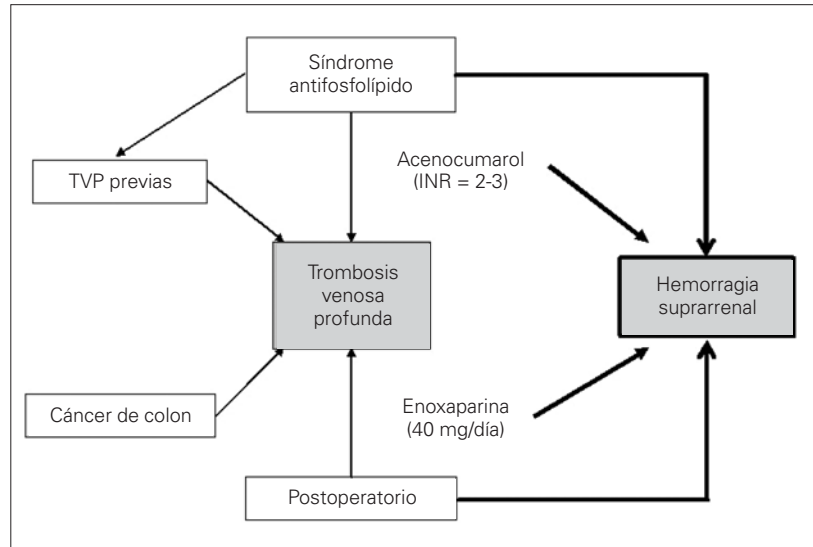 Síndrome
antifosfolípido
Acenocumarol
(INR = 2-3)
TVP previas
Trombosis
venosa
profunda
Hemorragia
suprarrenal
Cáncer de colon
Enoxaparina
(40 mg/día)
Postoperatorio